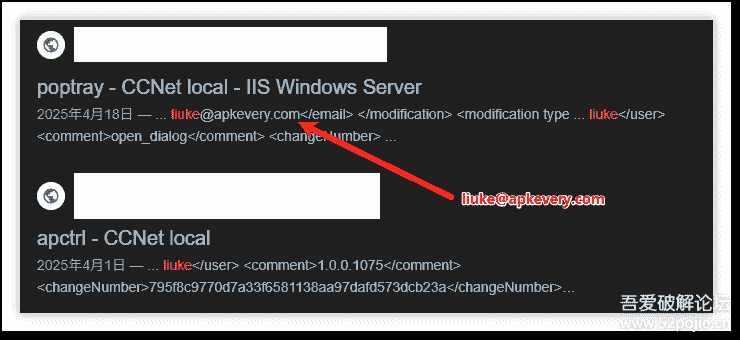 poptray - CCNet local - IIS Windows Server
2025年4月18日 — ... liuke@apkevery.com</email> </modification> <modification type ... liuke</user>
<comment>open_dialog</comment> <changeNumber> ...
liuke@apkevery.com
apctrl - CCNet local
2025年4月1日 — ... liuke</user> <comment>1.0.0.1075</comment>
<changeNumber>795f8c9770d7a33f6581138aa97dafd573dcb23a</changeNumber>...
吾爱破解论坛
www.52pojie.cn